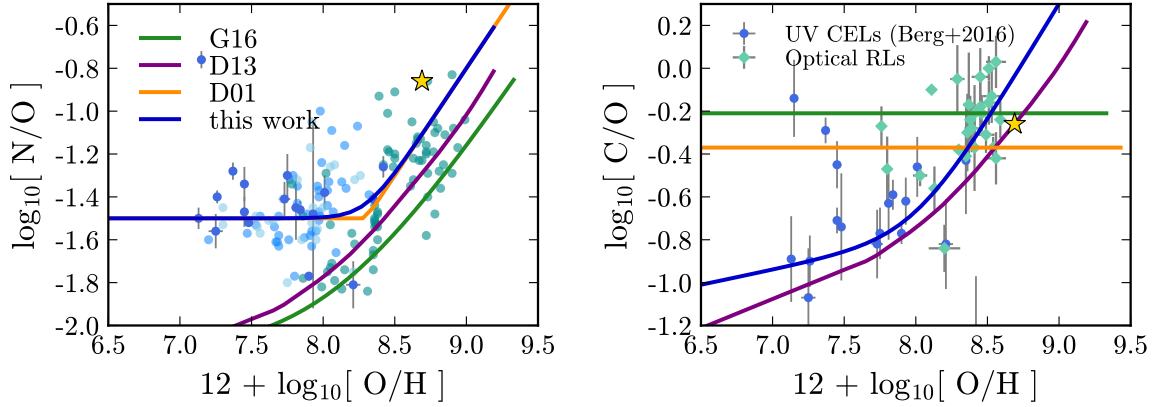 log₁₀[ N/O ]
-0.6
-0.8
-1.0
-1.2
-1.4
-1.6
-1.8
-2.0
G16
D13
D01
this work
6.5 7.0 7.5 8.0 8.5 9.0 9.5
12 + log₁₀[ O/H ]
log₁₀[ C/O ]
0.2
0.0
-0.2
-0.4
-0.6
-0.8
-1.0
-1.2
UV CELs (Berg+2016)
Optical RLs
6.5 7.0 7.5 8.0 8.5 9.0 9.5
12 + log₁₀[ O/H ]